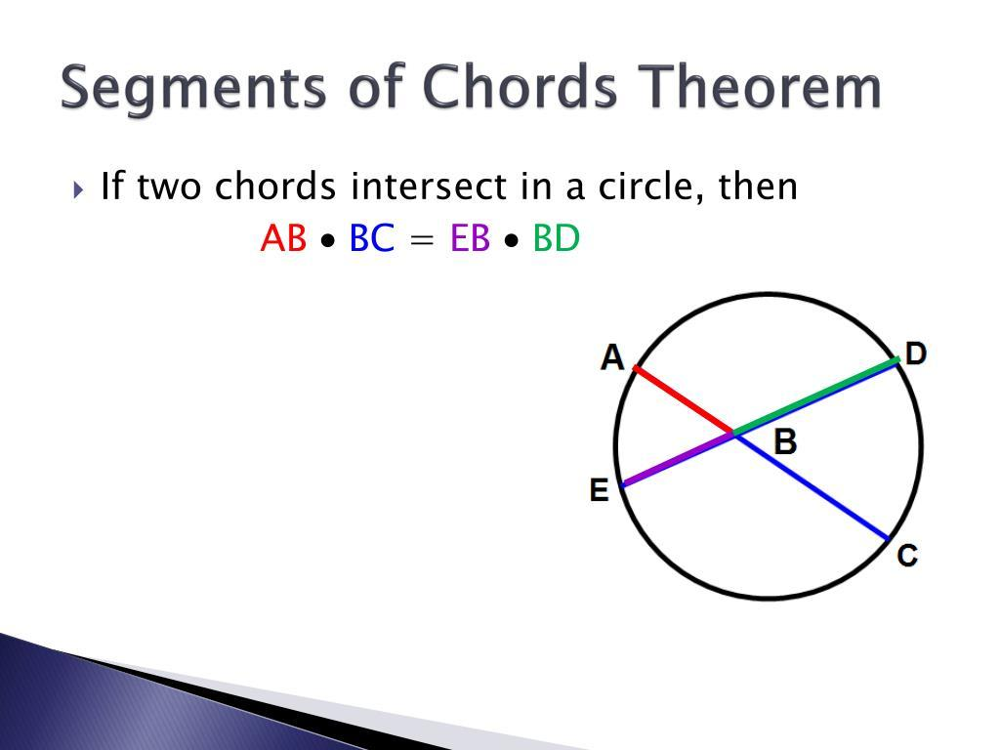 Segments of Chords Theorem
If two chords intersect in a circle, then
AB • BC = EB • BD
A
D
B
E
C